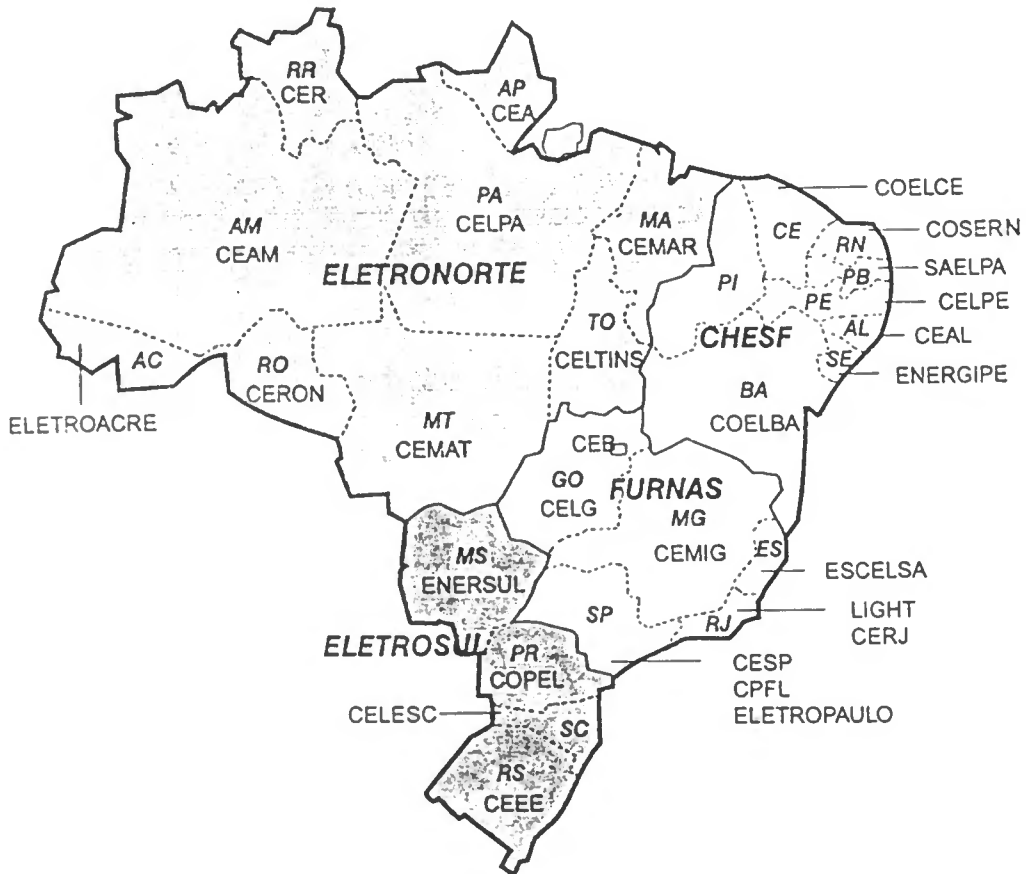 RR
CER
AP
CEA
PA
CELPA
MA
CEMAR
COELCE
CE
COSERN
RN
AM
CEAM
SAELPA
PB
ELETRONORTE
PI
PE
CELPE
TO
CELTINS
CHESF
AL
CEAL
SE
ENERGIPE
AC
RO
CERON
ELETROACRE
MT
CEMAT
BA
COELBA
CEB
GO
CELG
FURNAS
MG
CEMIG
ES
ESCELSA
MS
ENERSUL
SP
RJ
LIGHT
CERJ
ELETROSUL
PR
COPEL
CESP
CPFL
ELETROPAULO
CELESC
SC
RS
CEEE